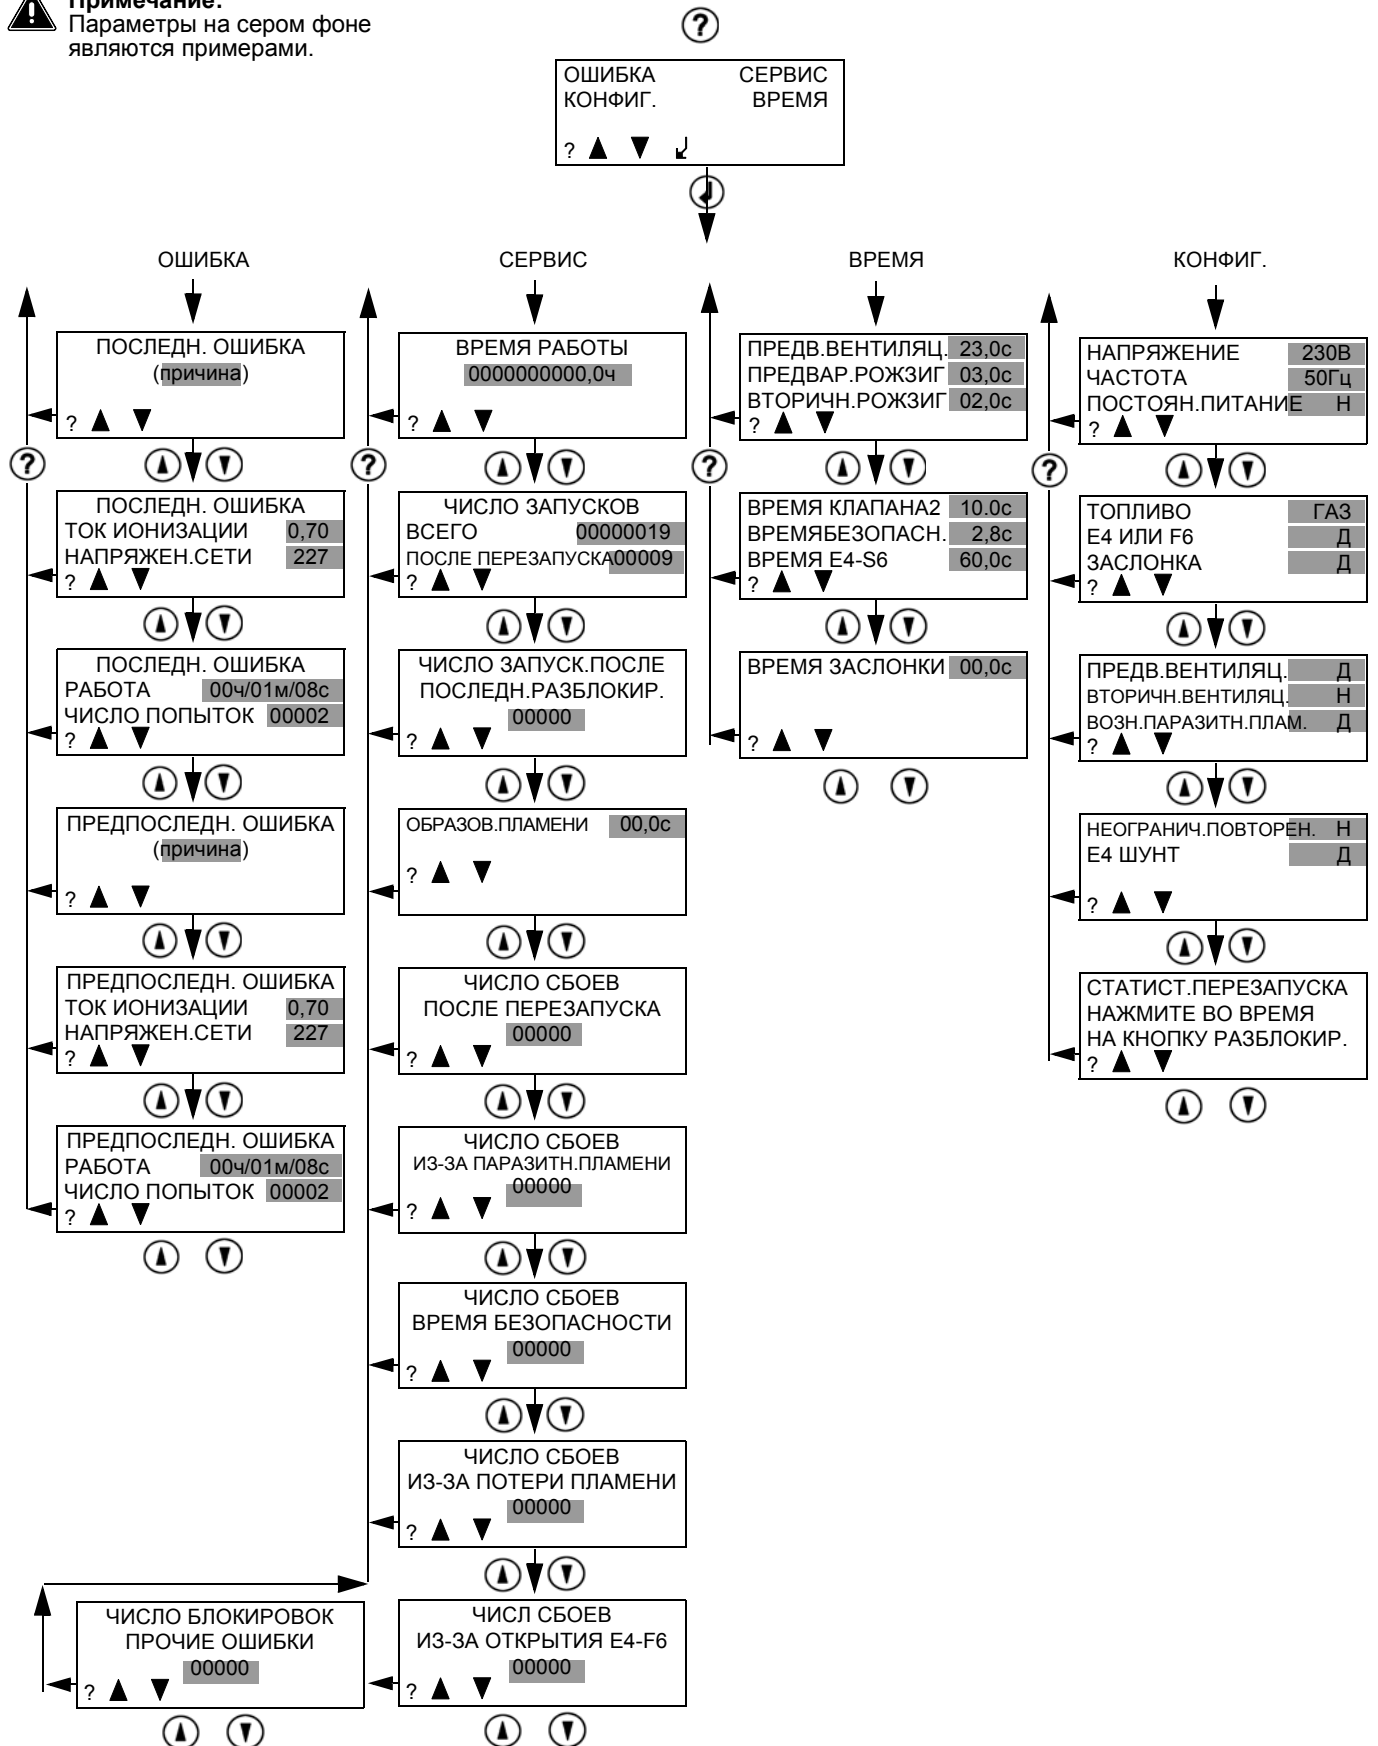 Примечание:
Параметры на сером фоне
являются примерами.
?
ОШИБКА СЕРВИС
КОНФИГ. ВРЕМЯ
?
ОШИБКА
ПОСЛЕДН. ОШИБКА
(причина)
?
?
ПОСЛЕДН. ОШИБКА
ТОК ИОНИЗАЦИИ 0,70
НАПРЯЖЕН.СЕТИ 227
?
ПОСЛЕДН. ОШИБКА
РАБОТА 00ч/01м/08с
ЧИСЛО ПОПЫТОК 00002
?
ПРЕДПОСЛЕДН. ОШИБКА
(причина)
?
ПРЕДПОСЛЕДН. ОШИБКА
ТОК ИОНИЗАЦИИ 0,70
НАПРЯЖЕН.СЕТИ 227
?
ПРЕДПОСЛЕДН. ОШИБКА
РАБОТА 00ч/01м/08с
ЧИСЛО ПОПЫТОК 00002
?
СЕРВИС
ВРЕМЯ РАБОТЫ
0000000000,0ч
?
?
ЧИСЛО ЗАПУСКОВ
ВСЕГО 00000019
ПОСЛЕ ПЕРЕЗАПУСКА00009
?
ЧИСЛО ЗАПУСК.ПОСЛЕ
ПОСЛЕДН.РАЗБЛОКИР.
00000
?
ОБРАЗОВ.ПЛАМЕНИ 00,0с
?
ЧИСЛО СБОЕВ
ПОСЛЕ ПЕРЕЗАПУСКА
00000
?
ЧИСЛО СБОЕВ
ИЗ-ЗА ПАРАЗИТН.ПЛАМЕНИ
00000
?
ЧИСЛО СБОЕВ
ВРЕМЯ БЕЗОПАСНОСТИ
00000
?
ЧИСЛО СБОЕВ
ИЗ-ЗА ПОТЕРИ ПЛАМЕНИ
00000
?
ЧИСЛ СБОЕВ
ИЗ-ЗА ОТКРЫТИЯ E4-F6
00000
?
ЧИСЛО БЛОКИРОВОК
ПРОЧИЕ ОШИБКИ
00000
?
ВРЕМЯ
ПРЕДВ.ВЕНТИЛЯЦ. 23,0с
ПРЕДВАР.РОЖЗИГ 03,0с
ВТОРИЧН.РОЖЗИГ 02,0с
?
?
ВРЕМЯ КЛАПАНА2 10.0с
ВРЕМЯБЕЗОПАСН. 2,8с
ВРЕМЯ E4-S6 60,0с
?
ВРЕМЯ ЗАСЛОНКИ 00,0с
?
КОНФИГ.
НАПРЯЖЕНИЕ 230В
ЧАСТОТА 50Гц
ПОСТОЯН.ПИТАНИЕ Н
?
?
ТОПЛИВО ГАЗ
E4 ИЛИ F6 Д
ЗАСЛОНКА Д
?
ПРЕДВ.ВЕНТИЛЯЦ. Д
ВТОРИЧН.ВЕНТИЛЯЦ. Н
ВОЗН.ПАРАЗИТН.ПЛАМ. Д
?
НЕОГРАНИЧ.ПОВТОРЕН. Н
E4 ШУНТ Д
?
СТАТИСТ.ПЕРЕЗАПУСКА
НАЖМИТЕ ВО ВРЕМЯ
НА КНОПКУ РАЗБЛОКИР.
?